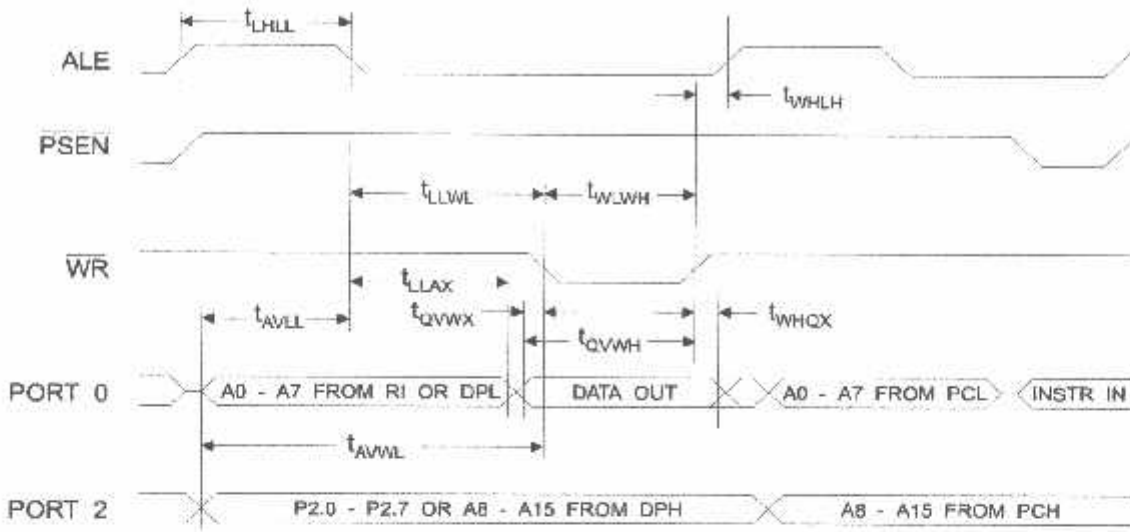 tLHLL
ALE
tWHLH
PSEN
tLLWL tWLWH
WR
tLLAX
tAVLL tQVWX tWHQX
tQVWH
PORT 0 A0 - A7 FROM RI OR DPL DATA OUT A0 - A7 FROM PCL INSTR IN
tAVWL
PORT 2 P2.0 - P2.7 OR A8 - A15 FROM DPH A8 - A15 FROM PCH